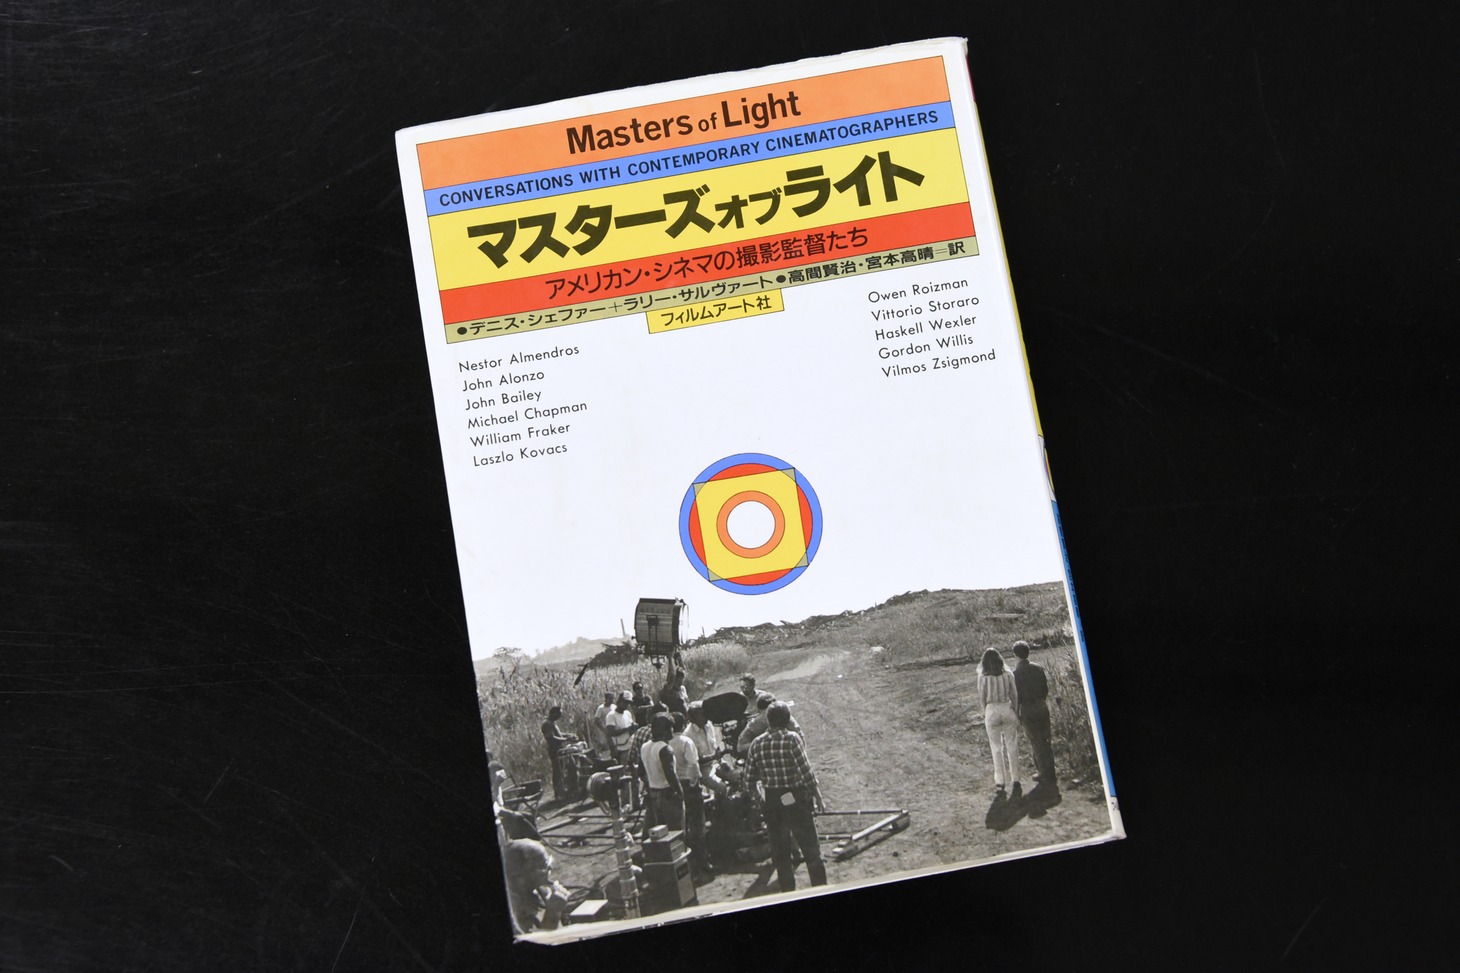 Masters of Light
CONVERSATIONS WITH CONTEMPORARY CINEMATOGRAPHERS
マスターズオブライト
アメリカン・シネマの撮影監督たち
●デニス・シェファー+ラリー・サルヴァート●高間賢治・宮本高晴=訳
フィルムアート社
Nestor Almendros
John Alonzo
John Bailey
Michael Chapman
William Fraker
Laszlo Kovacs
Owen Roizman
Vittorio Storaro
Haskell Wexler
Gordon Willis
Vilmos Zsigmond